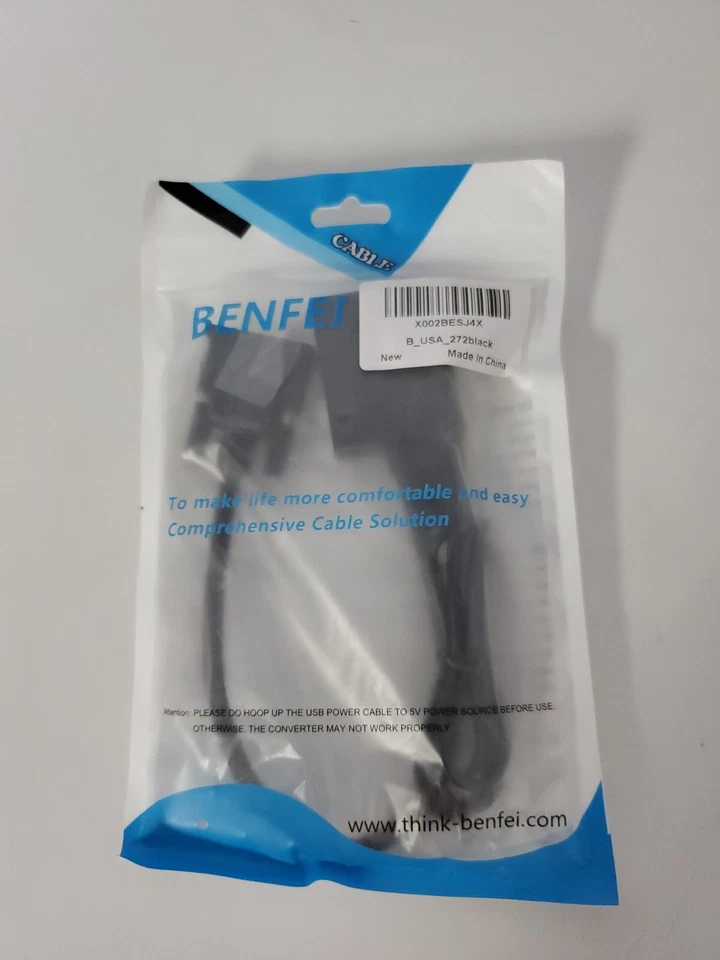 CABLE
BENFEI
X002BESJ4X
B_USA_272black
New Made In China
To make life more comfortable and easy
Comprehensive Cable Solution
Attention: PLEASE DO HOOP UP THE USB POWER CABLE TO 5V POWER SOURCE BEFORE USE.
OTHERWISE. THE CONVERTER MAY NOT WORK PROPERLY
www.think-benfei.com